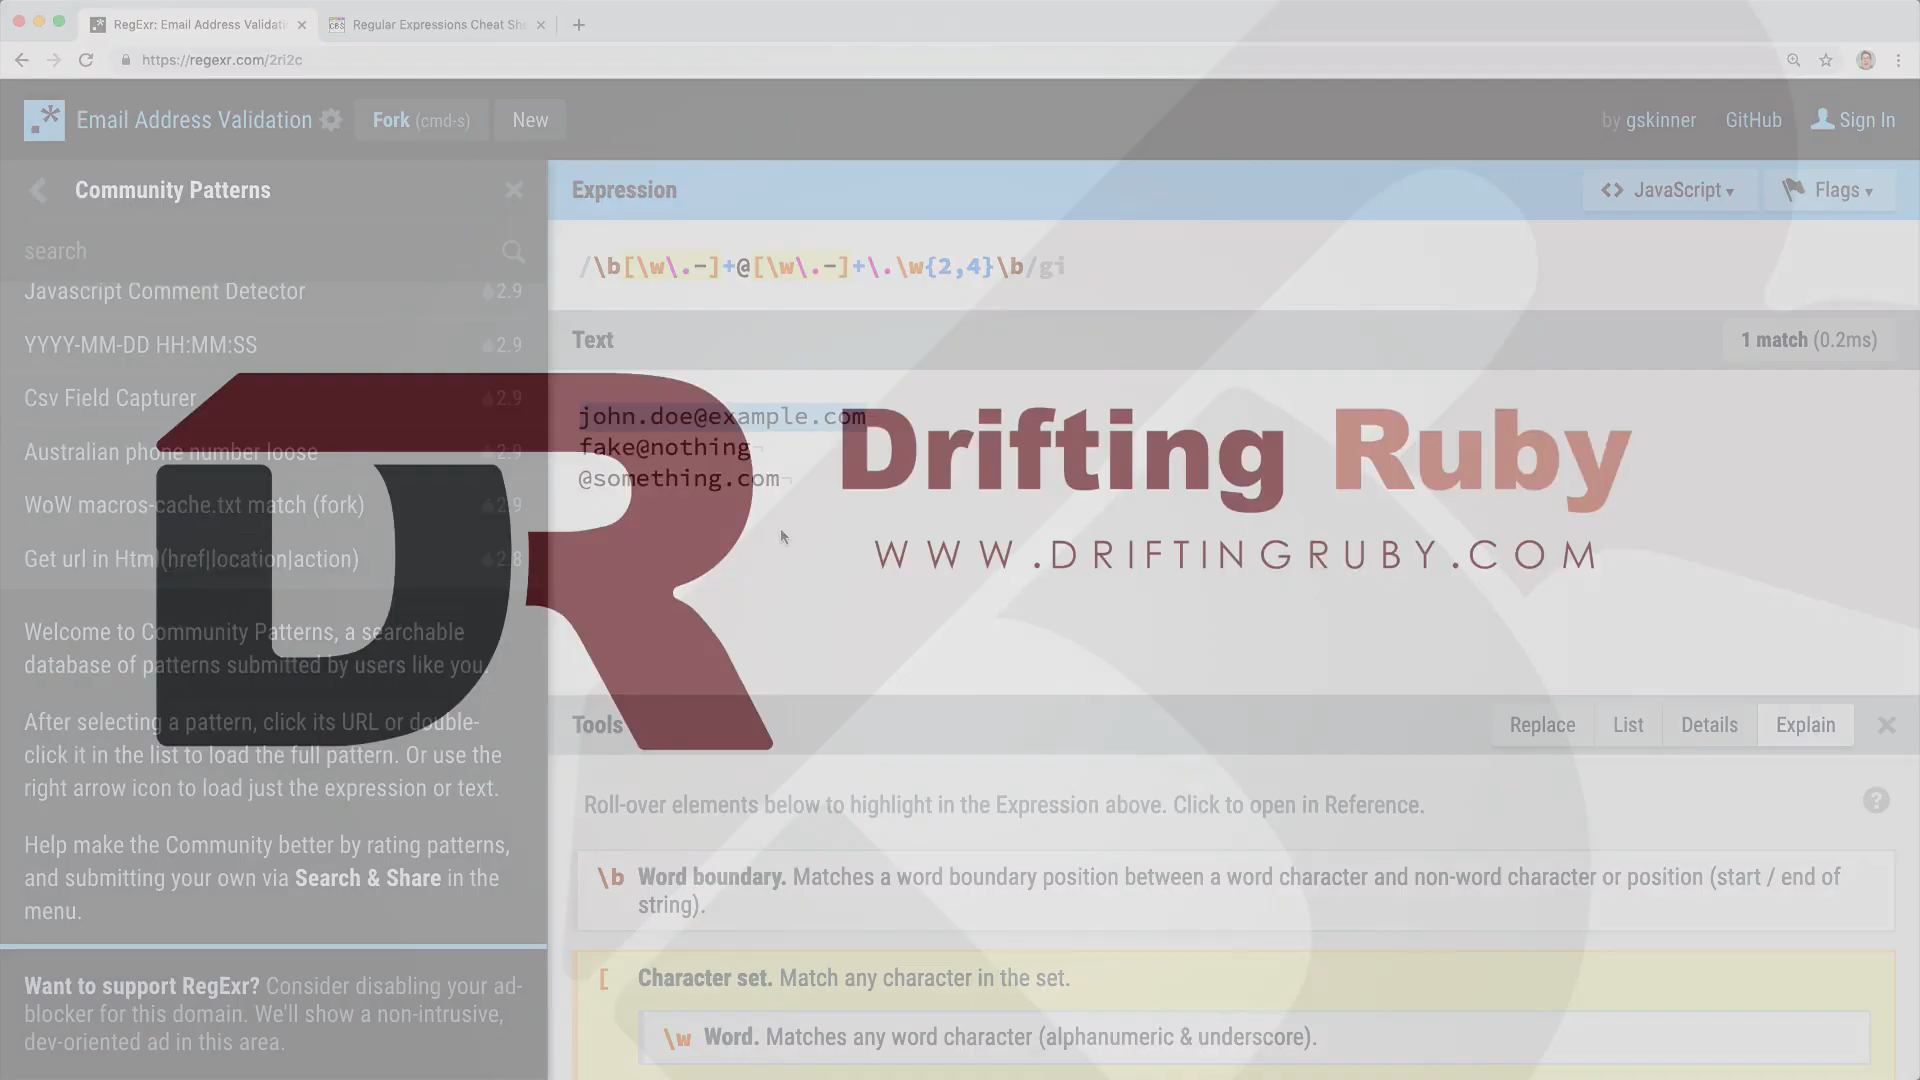 RegExr: Email Address Validati
Regular Expressions Cheat Sh
https://regexr.com/2ri2c
Email Address Validation
Fork (cmd-s)
New
by gskinner
GitHub
Sign In
Community Patterns
Expression
JavaScript
Flags
search
/\b[\w\.-]+@[\w\.-]+\.\w{2,4}\b/gi
Javascript Comment Detector 2.9
Text
1 match (0.2ms)
YYYY-MM-DD HH:MM:SS 2.9
Csv Field Capturer 2.9
john.doe@example.com
fake@nothing
@something.com
Drifting Ruby
WWW.DRIFTINGRUBY.COM
Australian phone number loose 2.9
WoW macros-cache.txt match (fork) 2.9
Get url in Html (href|location|action) 2.8
Welcome to Community Patterns, a searchable
database of patterns submitted by users like you.
After selecting a pattern, click its URL or double-
click it in the list to load the full pattern. Or use the
right arrow icon to load just the expression or text.
Help make the Community better by rating patterns,
and submitting your own via Search & Share in the
menu.
Want to support RegExr? Consider disabling your ad-
blocker for this domain. We'll show a non-intrusive,
dev-oriented ad in this area.
Tools
Replace
List
Details
Explain
Roll-over elements below to highlight in the Expression above. Click to open in Reference.
\b Word boundary. Matches a word boundary position between a word character and non-word character or position (start / end of
string).
[ Character set. Match any character in the set.
\w Word. Matches any word character (alphanumeric & underscore).
DR